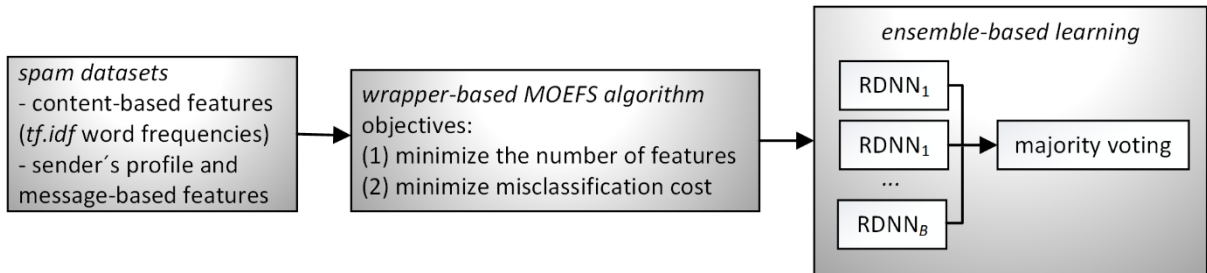 spam datasets
- content-based features
(tf.idf word frequencies)
- sender´s profile and
message-based features
wrapper-based MOEFS algorithm
objectives:
(1) minimize the number of features
(2) minimize misclassification cost
ensemble-based learning
RDNN1
RDNN1
...
RDNNB
majority voting